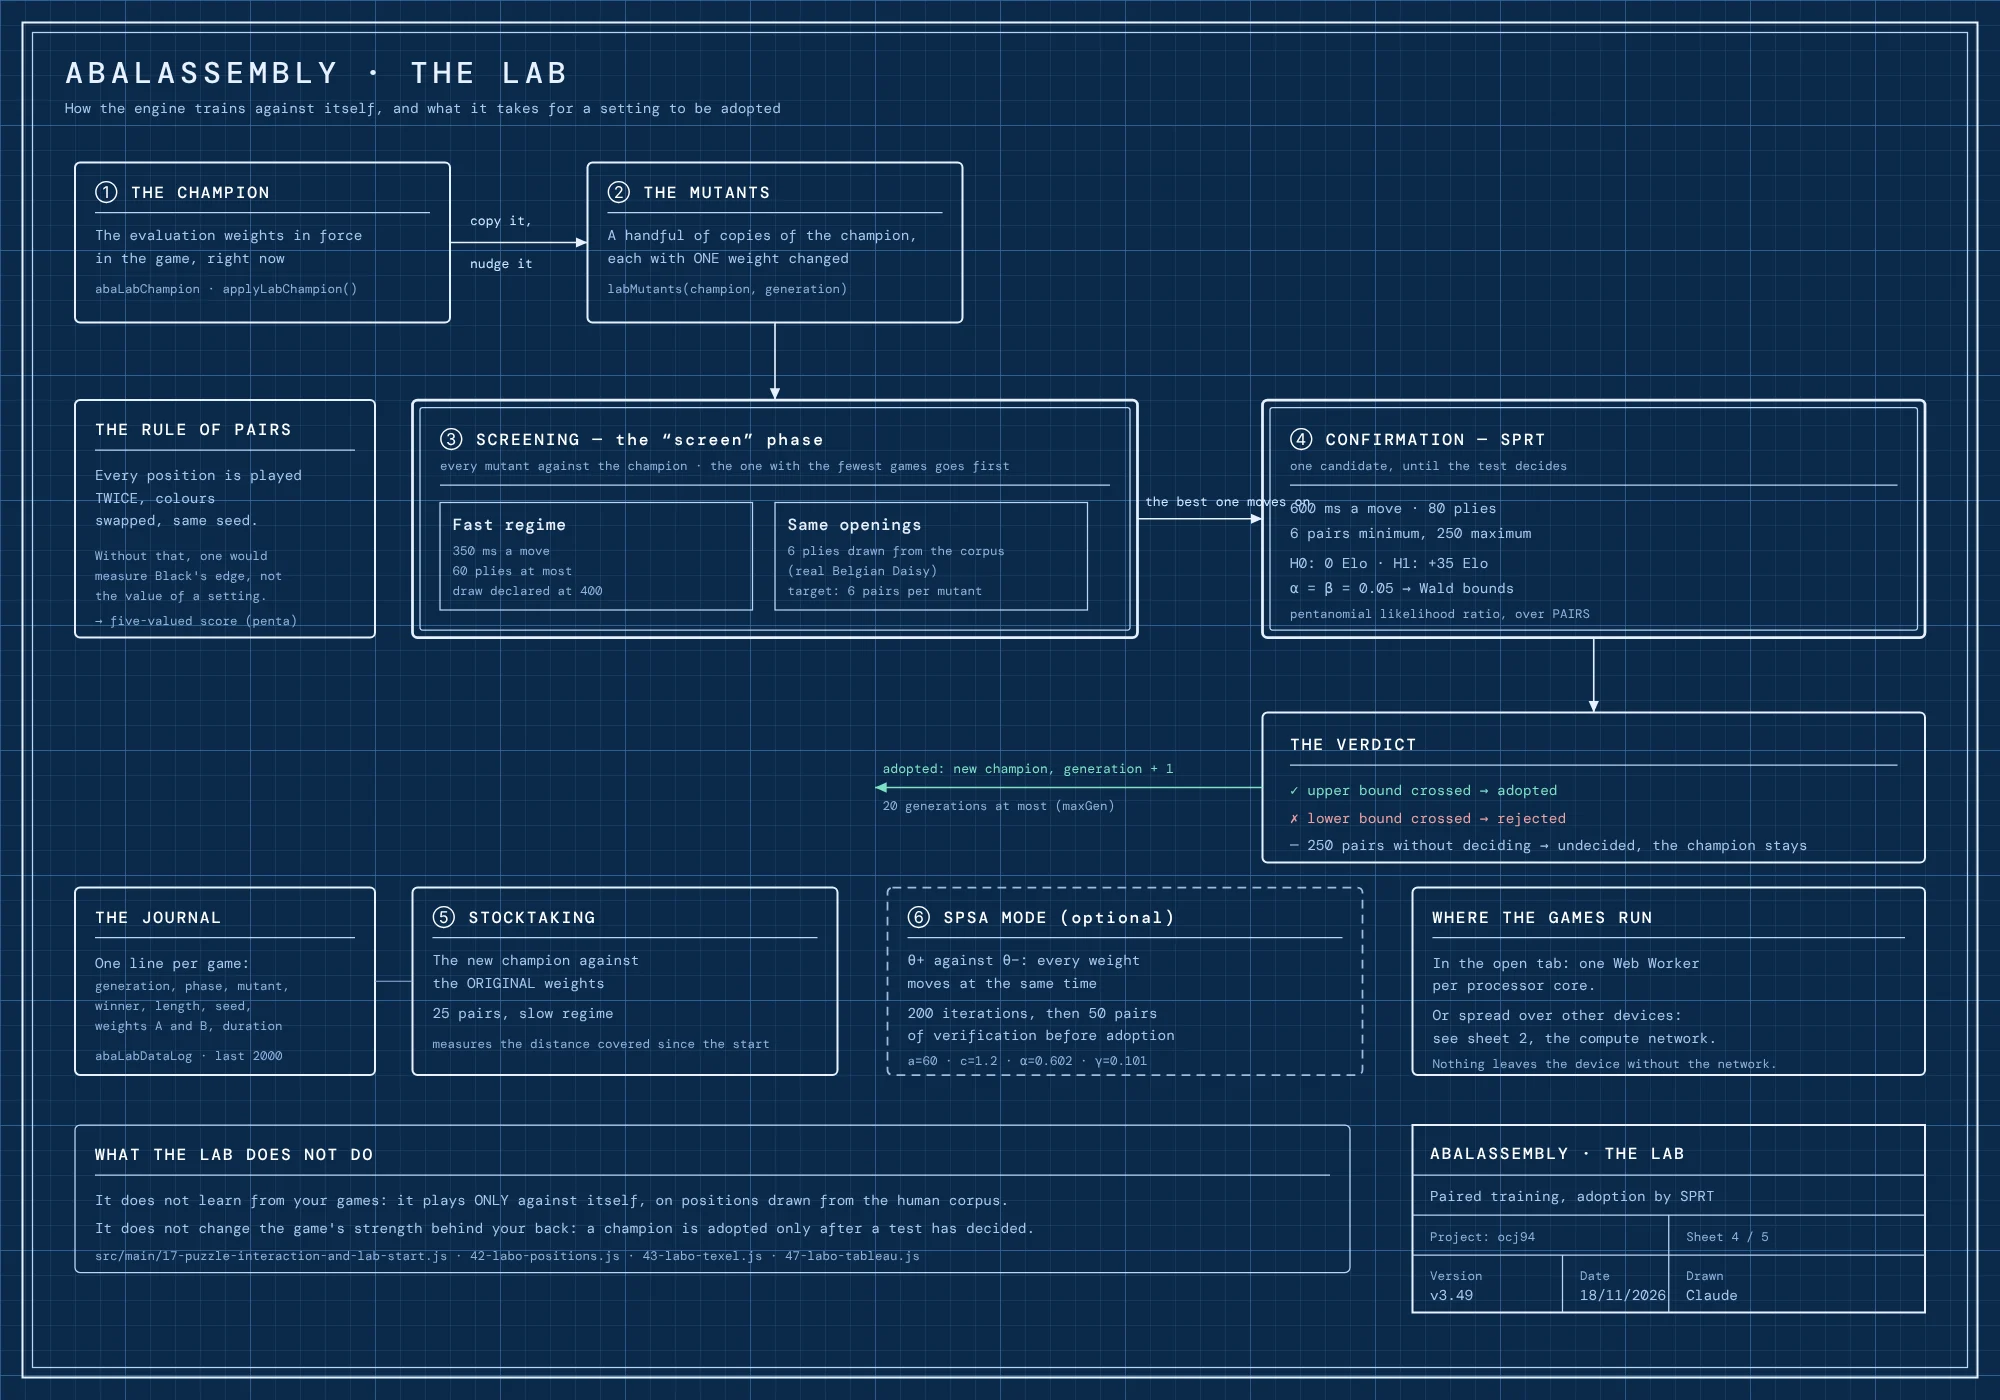 ABALASSEMBLY · THE LAB
How the engine trains against itself, and what it takes for a setting to be adopted
① THE CHAMPION
The evaluation weights in force
in the game, right now
abaLabChampion · applyLabChampion()
copy it,
nudge it
② THE MUTANTS
A handful of copies of the champion,
each with ONE weight changed
labMutants(champion, generation)
THE RULE OF PAIRS
Every position is played
TWICE, colours
swapped, same seed.
Without that, one would
measure Black's edge, not
the value of a setting.
→ five-valued score (penta)
③ SCREENING — the “screen” phase
every mutant against the champion · the one with the fewest games goes first
Fast regime
350 ms a move
60 plies at most
draw declared at 400
Same openings
6 plies drawn from the corpus
(real Belgian Daisy)
target: 6 pairs per mutant
the best one moves on
④ CONFIRMATION — SPRT
one candidate, until the test decides
600 ms a move · 80 plies
6 pairs minimum, 250 maximum
H0: 0 Elo · H1: +35 Elo
α = β = 0.05 → Wald bounds
pentanomial likelihood ratio, over PAIRS
THE VERDICT
✓ upper bound crossed → adopted
✗ lower bound crossed → rejected
— 250 pairs without deciding → undecided, the champion stays
adopted: new champion, generation + 1
20 generations at most (maxGen)
THE JOURNAL
One line per game:
generation, phase, mutant,
winner, length, seed,
weights A and B, duration
abaLabDataLog · last 2000
⑤ STOCKTAKING
The new champion against
the ORIGINAL weights
25 pairs, slow regime
measures the distance covered since the start
⑥ SPSA MODE (optional)
θ+ against θ−: every weight
moves at the same time
200 iterations, then 50 pairs
of verification before adoption
a=60 · c=1.2 · α=0.602 · γ=0.101
WHERE THE GAMES RUN
In the open tab: one Web Worker
per processor core.
Or spread over other devices:
see sheet 2, the compute network.
Nothing leaves the device without the network.
WHAT THE LAB DOES NOT DO
It does not learn from your games: it plays ONLY against itself, on positions drawn from the human corpus.
It does not change the game's strength behind your back: a champion is adopted only after a test has decided.
src/main/17-puzzle-interaction-and-lab-start.js · 42-labo-positions.js · 43-labo-texel.js · 47-labo-tableau.js
ABALASSEMBLY · THE LAB
Paired training, adoption by SPRT
Project: ocj94
Sheet 4 / 5
Version
v3.49
Date
18/11/2026
Drawn
Claude